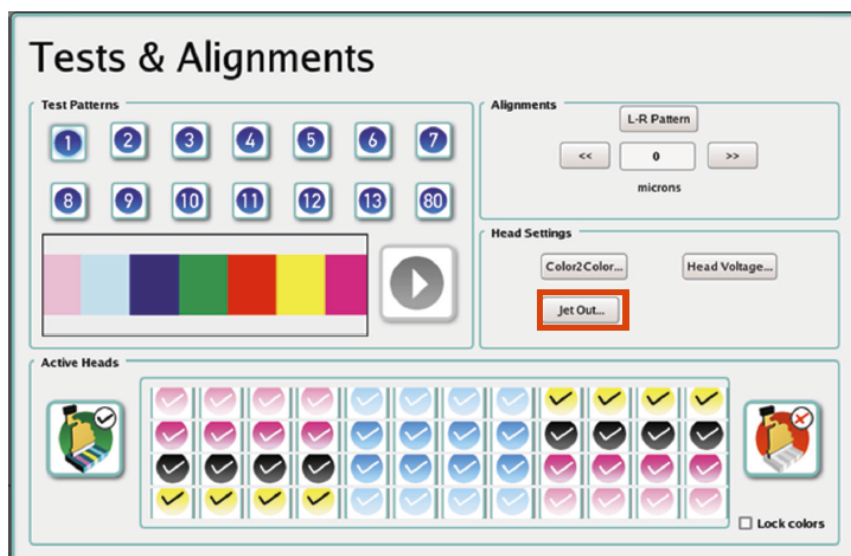 Tests & Alignments
Test Patterns
1 2 3 4 5 6 7
8 9 10 11 12 13 80
Alignments
L-R Pattern
<< 0 >>
microns
Head Settings
Color2Color... Head Voltage...
Jet Out...
Active Heads
Lock colors